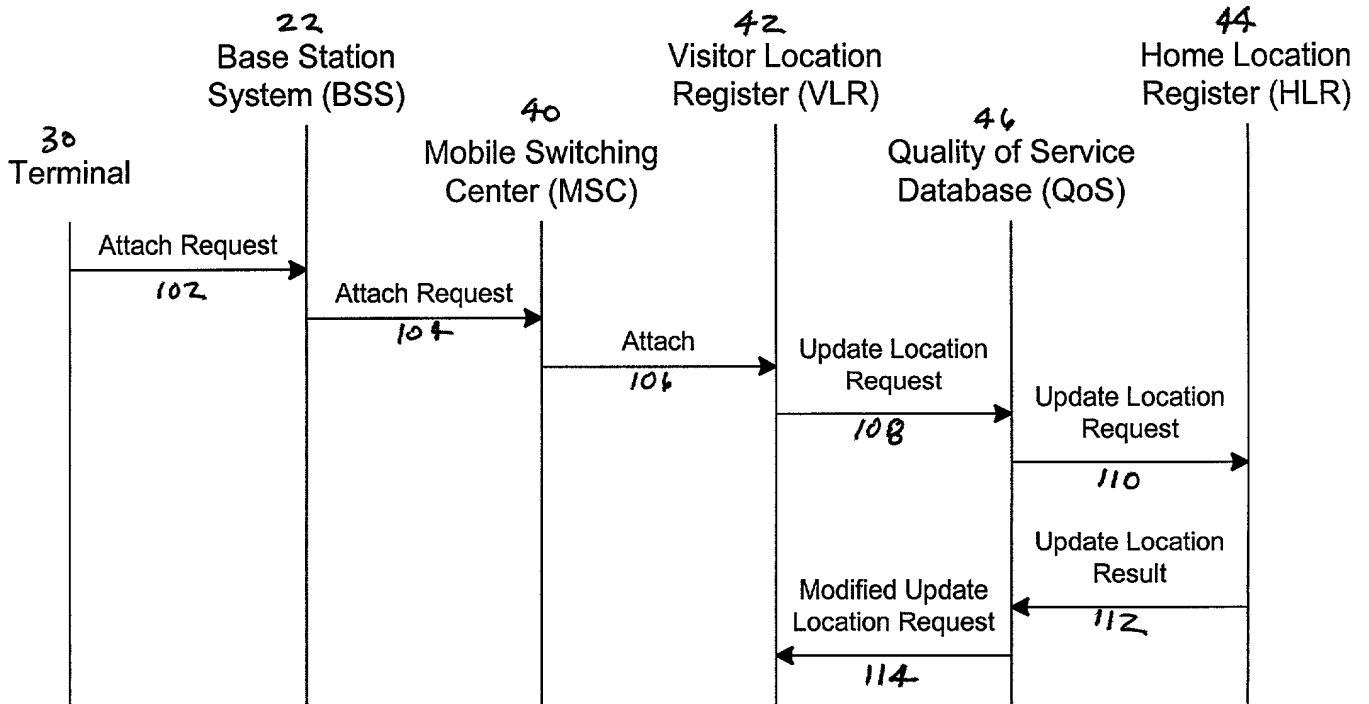 22
Base Station
System (BSS)
42
Visitor Location
Register (VLR)
44
Home Location
Register (HLR)
30
Terminal
40
Mobile Switching
Center (MSC)
46
Quality of Service
Database (QoS)
Attach Request
102
Attach Request
104
Attach
106
Update Location
Request
108
Update Location
Request
110
Update Location
Result
112
Modified Update
Location Request
114